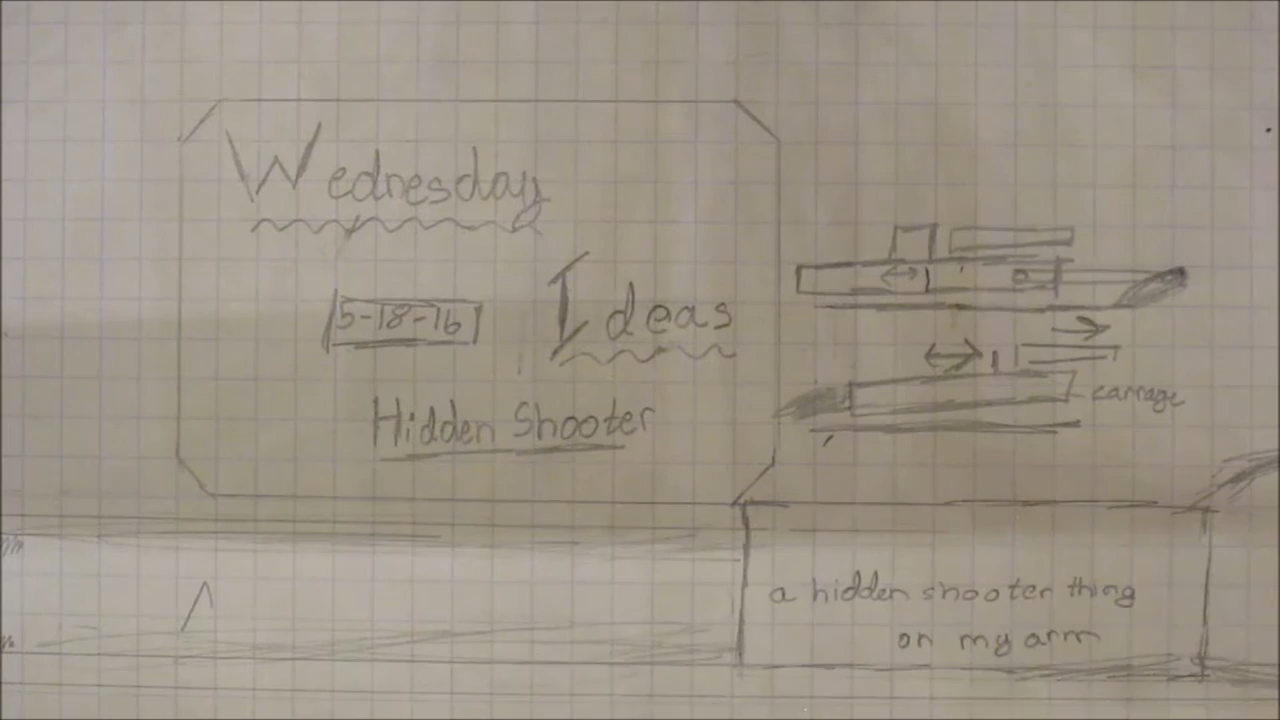 Wednesday
5-18-16
Ideas
Hidden Shooter
carrage
a hidden shooter thing
on my arm